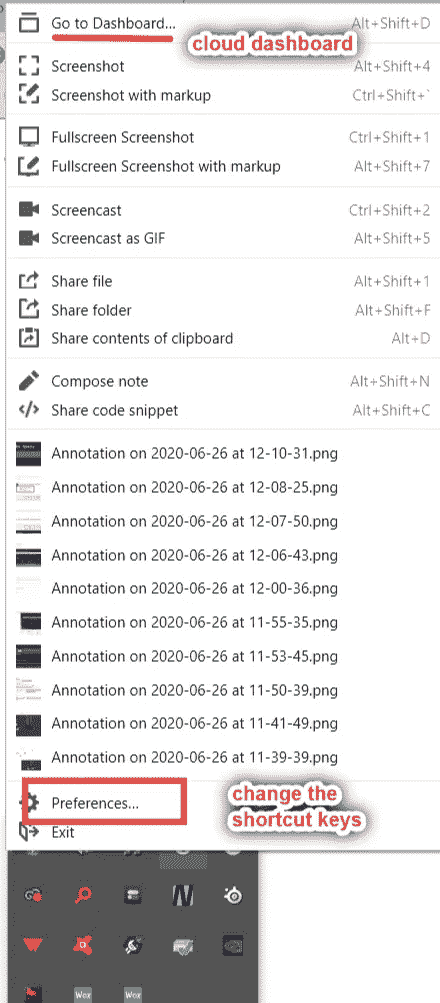 Go to Dashboard... Alt+Shift+D
cloud dashboard
Screenshot Alt+Shift+4
Screenshot with markup Ctrl+Shift+`
Fullscreen Screenshot Ctrl+Shift+1
Fullscreen Screenshot with markup Alt+Shift+7
Screencast Ctrl+Shift+2
Screencast as GIF Alt+Shift+5
Share file Alt+Shift+1
Share folder Alt+Shift+F
Share contents of clipboard Alt+D
Compose note Alt+Shift+N
Share code snippet Alt+Shift+C
Annotation on 2020-06-26 at 12-10-31.png
Annotation on 2020-06-26 at 12-08-25.png
Annotation on 2020-06-26 at 12-07-50.png
Annotation on 2020-06-26 at 12-06-43.png
Annotation on 2020-06-26 at 12-00-36.png
Annotation on 2020-06-26 at 11-55-35.png
Annotation on 2020-06-26 at 11-53-45.png
Annotation on 2020-06-26 at 11-50-39.png
Annotation on 2020-06-26 at 11-41-49.png
Annotation on 2020-06-26 at 11-39-39.png
Preferences...
change the
shortcut keys
Exit
Wox Wox